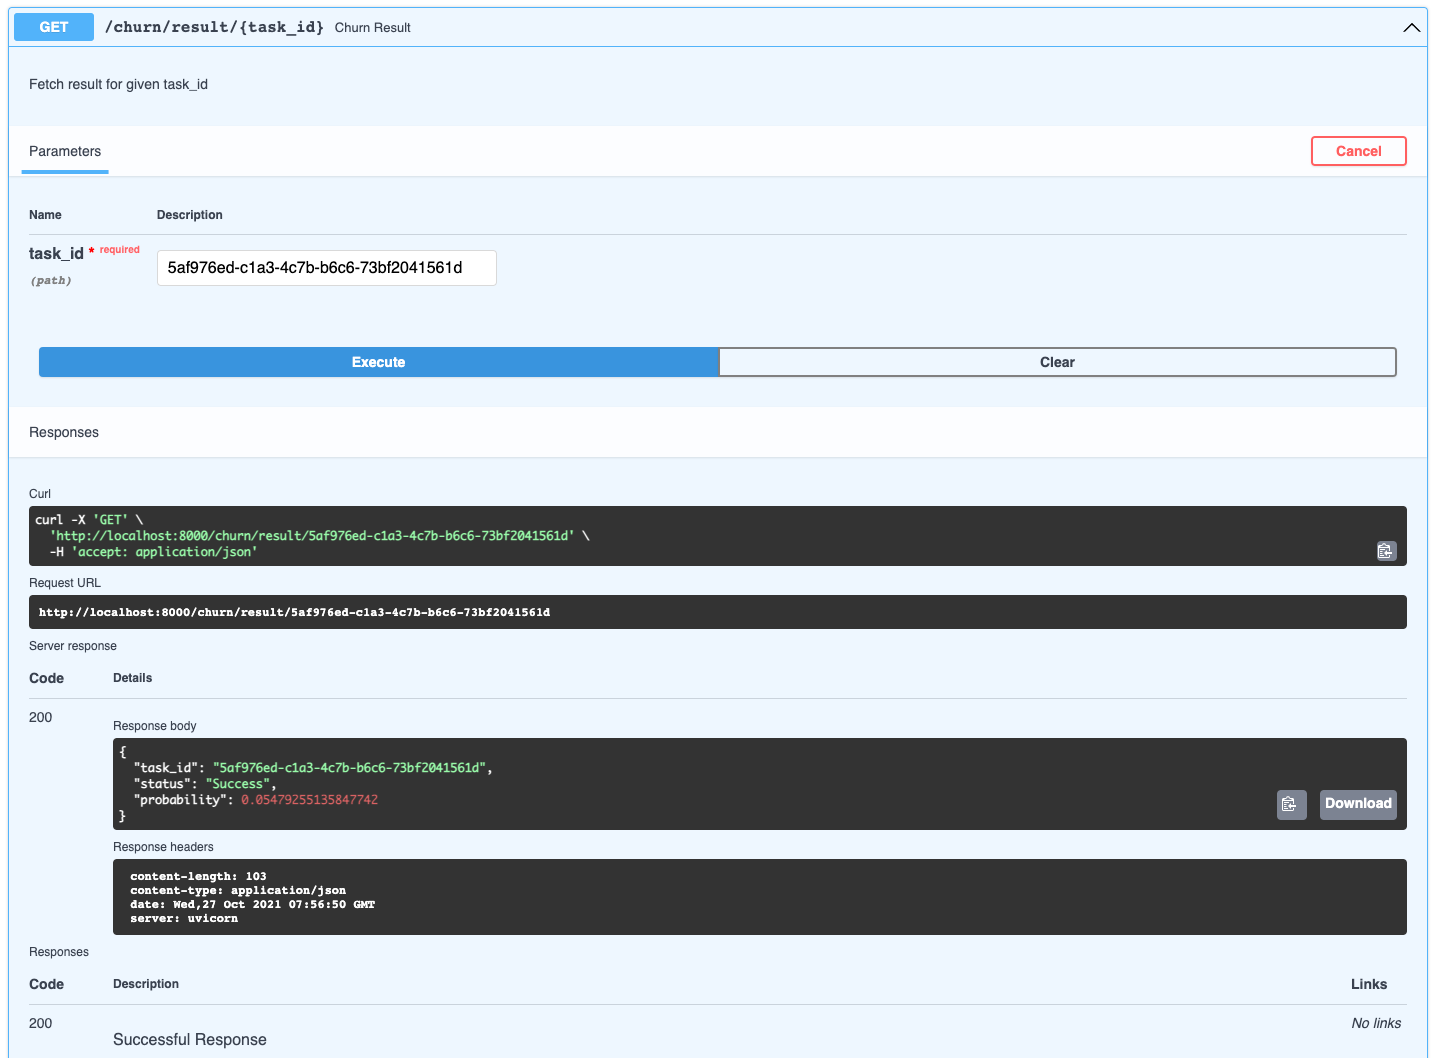 GET /churn/result/{task_id} Churn Result
Fetch result for given task_id
Parameters Cancel
Name Description
task_id * required
(path)
5af976ed-c1a3-4c7b-b6c6-73bf2041561d
Execute Clear
Responses
Curl
curl -X 'GET' \
  'http://localhost:8000/churn/result/5af976ed-c1a3-4c7b-b6c6-73bf2041561d' \
  -H 'accept: application/json'
Request URL
http://localhost:8000/churn/result/5af976ed-c1a3-4c7b-b6c6-73bf2041561d
Server response
Code Details
200
Response body
{
  "task_id": "5af976ed-c1a3-4c7b-b6c6-73bf2041561d",
  "status": "Success",
  "probability": 0.05479255135847742
}
Download
Response headers
content-length: 103
content-type: application/json
date: Wed,27 Oct 2021 07:56:50 GMT
server: uvicorn
Responses
Code Description Links
200 No links
Successful Response